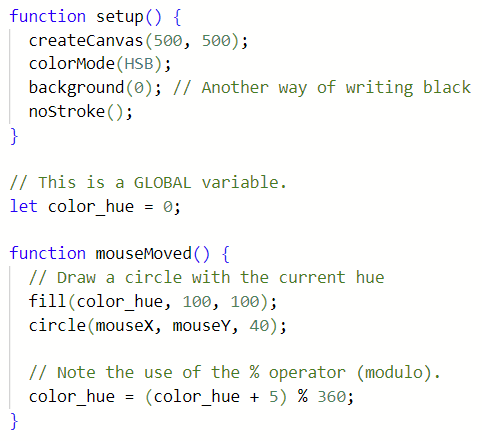 function setup() {
  createCanvas(500, 500);
  colorMode(HSB);
  background(0); // Another way of writing black
  noStroke();
}

// This is a GLOBAL variable.
let color_hue = 0;

function mouseMoved() {
  // Draw a circle with the current hue
  fill(color_hue, 100, 100);
  circle(mouseX, mouseY, 40);

  // Note the use of the % operator (modulo).
  color_hue = (color_hue + 5) % 360;
}